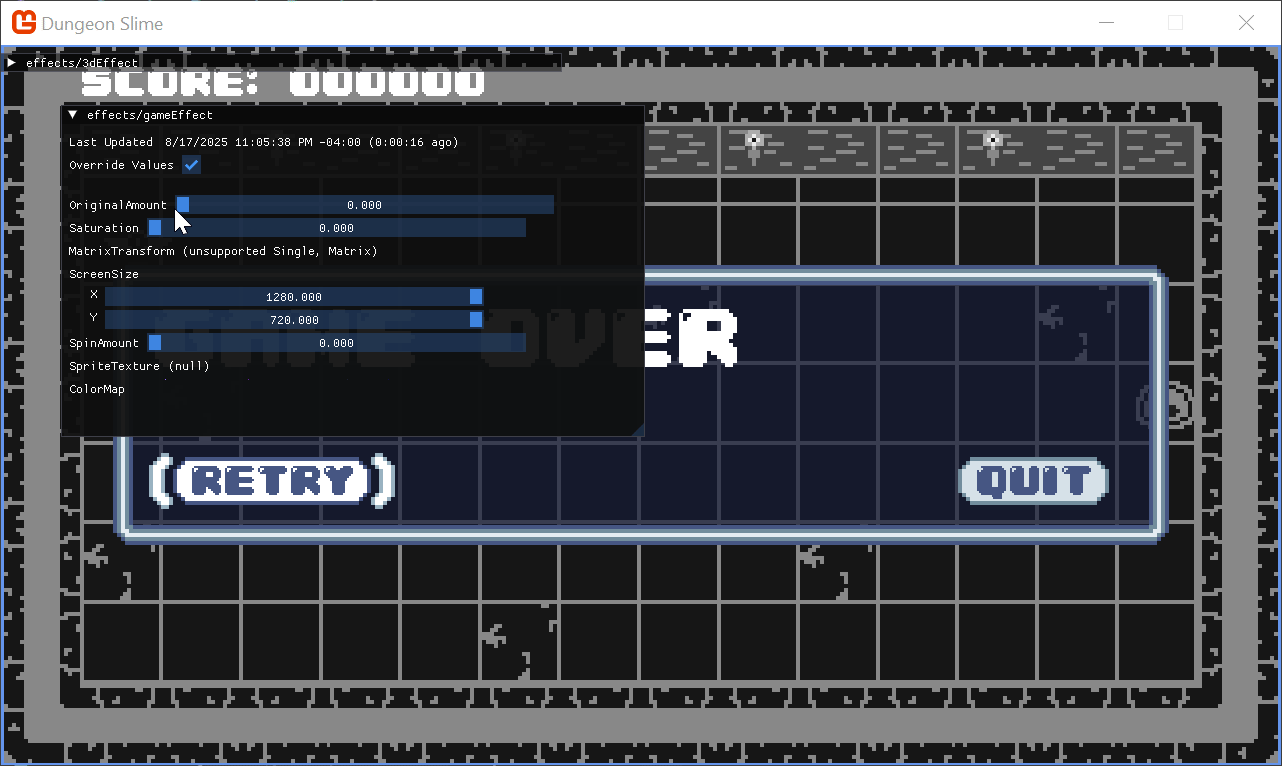 Dungeon Slime
effects/3dEffect
SCORE: 000000
effects/gameEffect
Last Updated 8/17/2025 11:05:38 PM -04:00 (0:00:16 ago)
Override Values
OriginalAmount 0.000
Saturation 0.000
MatrixTransform (unsupported Single, Matrix)
ScreenSize
X 1280.000
Y 720.000
GAME OVER
SpinAmount 0.000
SpriteTexture (null)
ColorMap
RETRY
QUIT